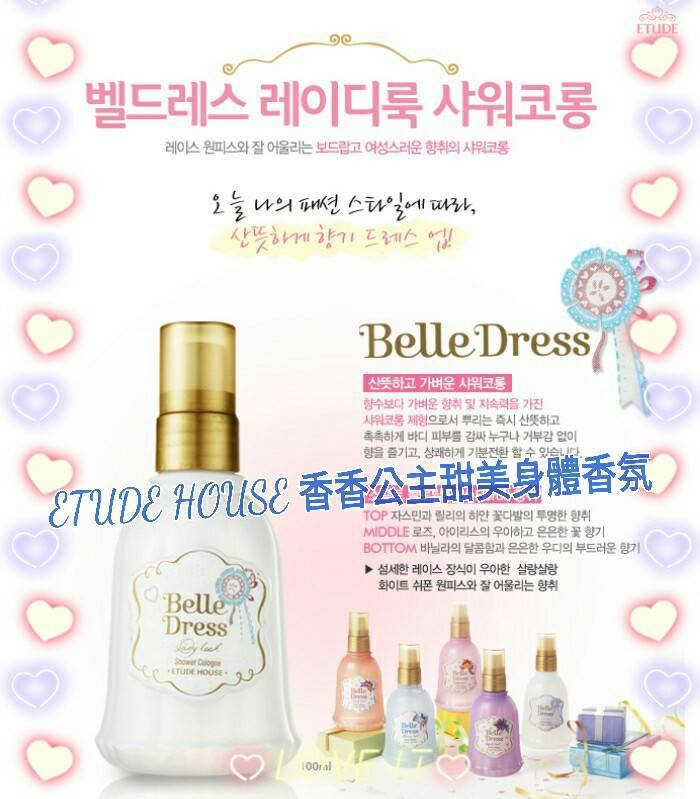 ETUDE
벨드레스 레이디룩 샤워코롱
레이스 원피스와 잘 어울리는 보드랍고 여성스러운 향취의 샤워코롱
오늘 나의 패션 스타일에 따라,
산뜻하게 향기 드레스 업!
Belle Dress
산뜻하고 가벼운 샤워코롱
향수보다 가벼운 향취 및 지속력을 가진
샤워코롱 제형으로서 뿌리는 즉시 산뜻하고
촉촉하게 바디 피부를 감싸 누구나 거부감 없이
향을 즐기고, 상쾌하게 기분전환 할 수 있습니다.
ETUDE HOUSE 香香公主甜美身體香氛
TOP 자스민과 릴리의 하얀 꽃다발의 투명한 향취
MIDDLE 로즈, 아이리스의 우아하고 은은한 꽃 향기
BOTTOM 바닐라의 달콤함과 은은한 우디의 부드러운 향기
▶ 섬세한 레이스 장식이 우아한 살랑살랑
화이트 쉬폰 원피스와 잘 어울리는 향취
Belle
Dress
Lady Look
Shower Cologne
• ETUDE HOUSE •
100ml
LOVE iT